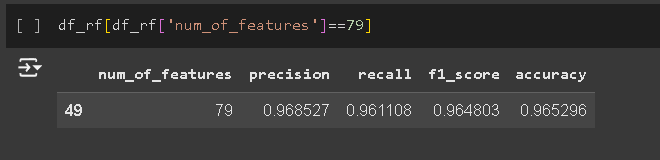 [ ] df_rf[df_rf['num_of_features']==79]
num_of_features precision recall f1_score accuracy
49 79 0.968527 0.961108 0.964803 0.965296